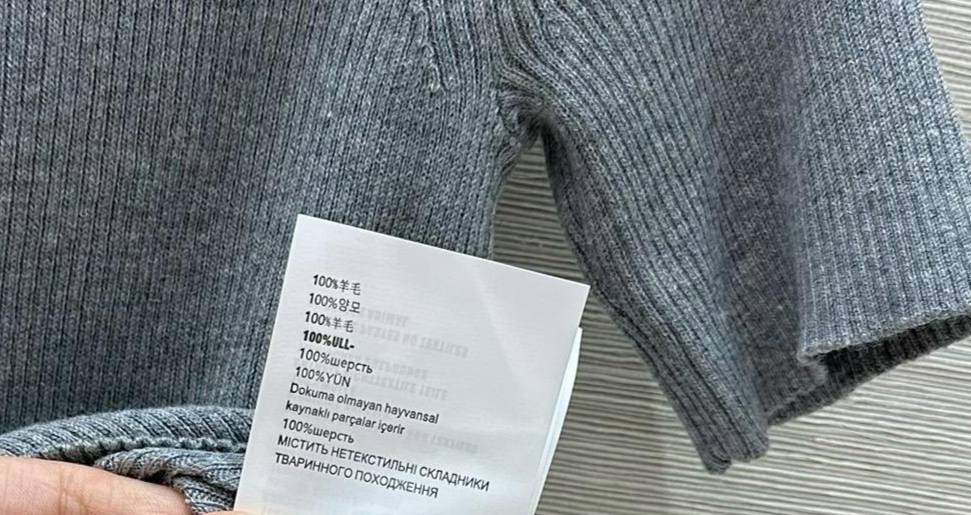 100%羊毛
100%양모
100%羊毛
100%ULL-
100%шерсть
100%YÜN
Dokuma olmayan hayvansal
kaynaklı parçalar içerir
100%шерсть
МІСТИТЬ НЕТЕКСТИЛЬНІ СКЛАДНИКИ
ТВАРИННОГО ПОХОДЖЕННЯ